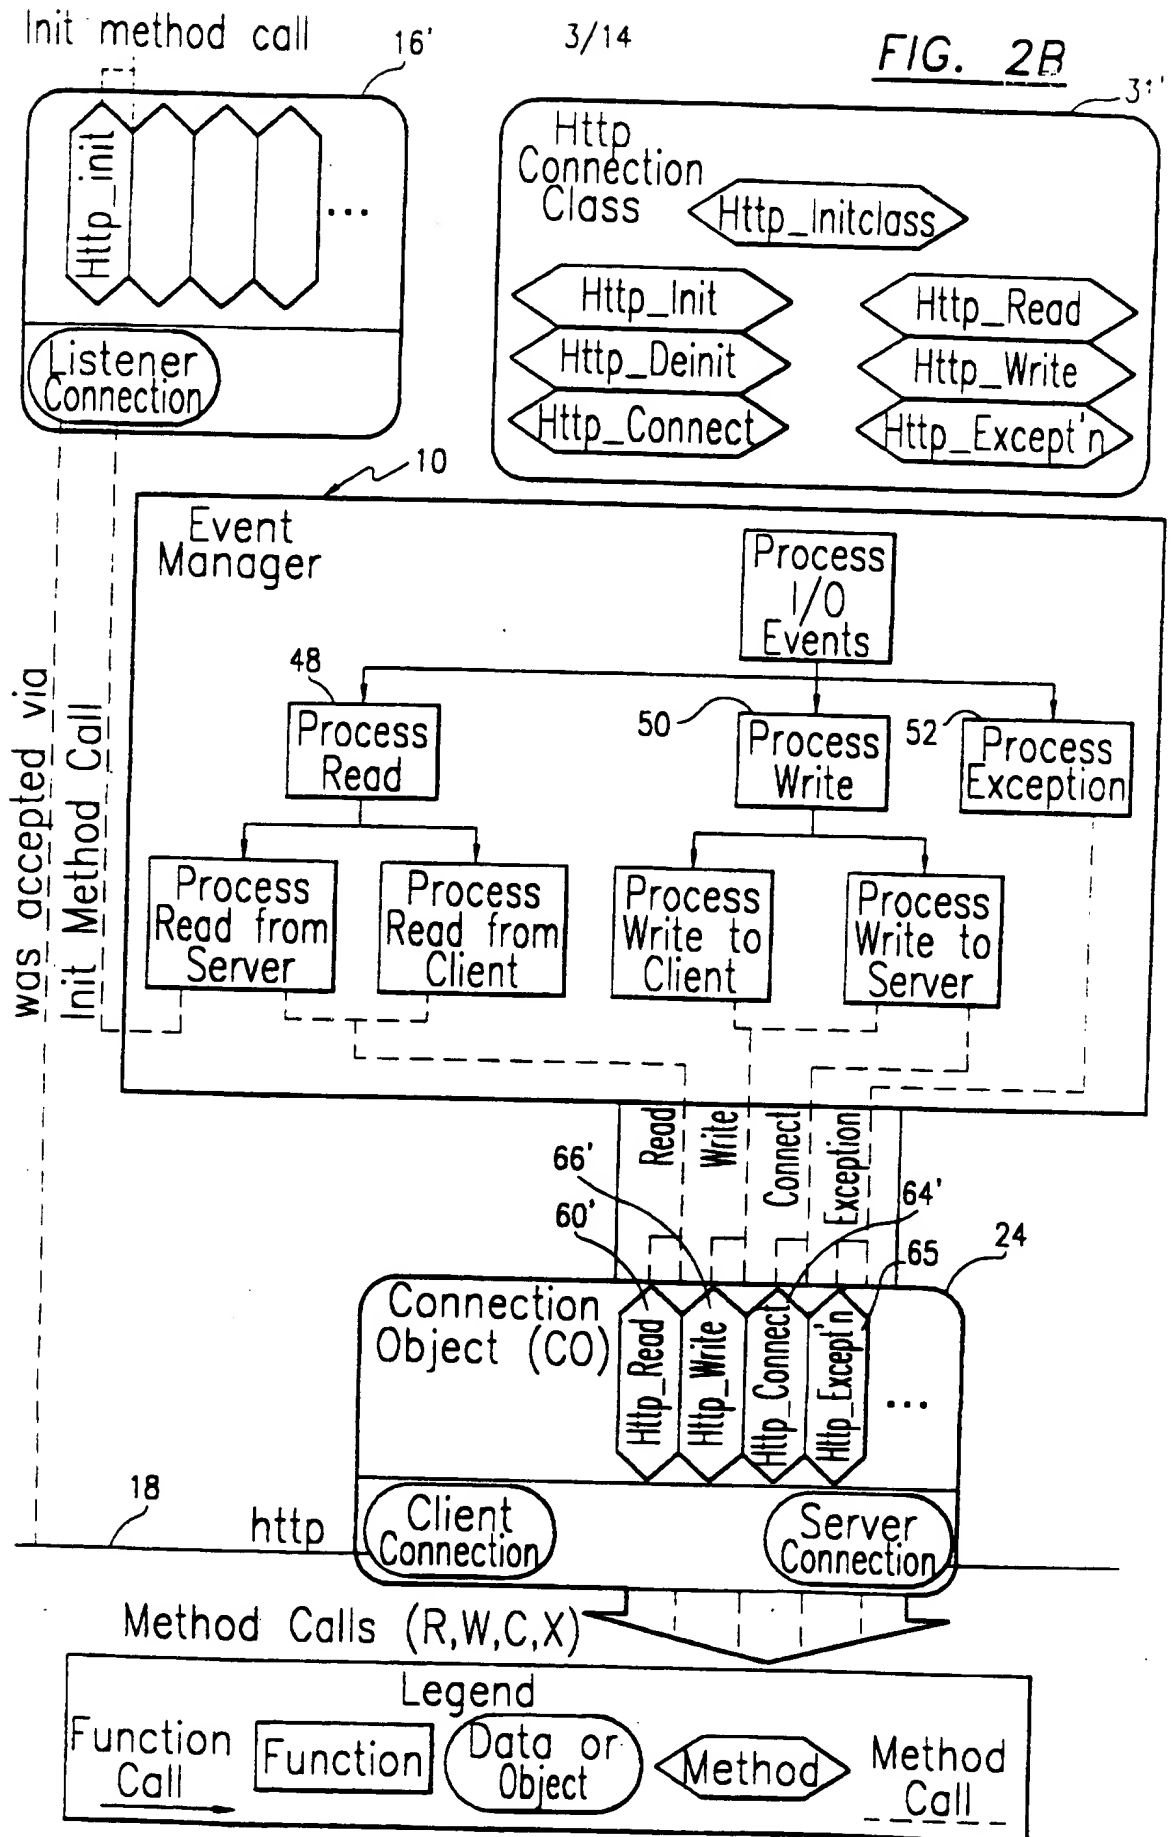 Init method call
16'
3/14
FIG. 2B
Http_init
...
Listener
Connection
Http
Connection
Class
Http_Initclass
Http_Init
Http_Deinit
Http_Connect
Http_Read
Http_Write
Http_Except'n
10
Event
Manager
Process
I/O
Events
48
Process
Read
50
Process
Write
52
Process
Exception
Process
Read from
Server
Process
Read from
Client
Process
Write to
Client
Process
Write to
Server
was accepted via
Init Method Call
Read
Write
Connect
Exception
66'
60'
64'
65
24
Connection
Object (CO)
Http_Read
Http_Write
Http_Connect
Http_Except'n
...
18
http
Client
Connection
Server
Connection
Method Calls (R,W,C,X)
Legend
Function
Call
Function
Data or
Object
Method
Method
Call